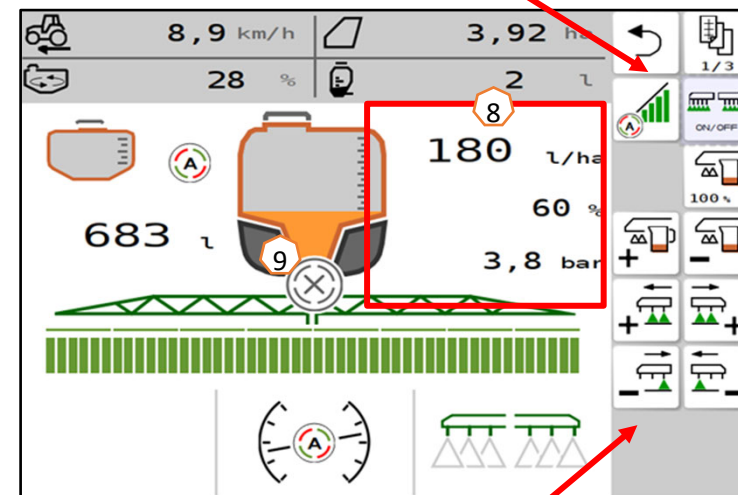 8,9 km/h
3,92 ha
1/3
28 %
2 l
ON/OFF
8
A
A
180 l/ha
100 %
60 %
683 l
9
3,8 bar
+
-
+
+
-
-
A